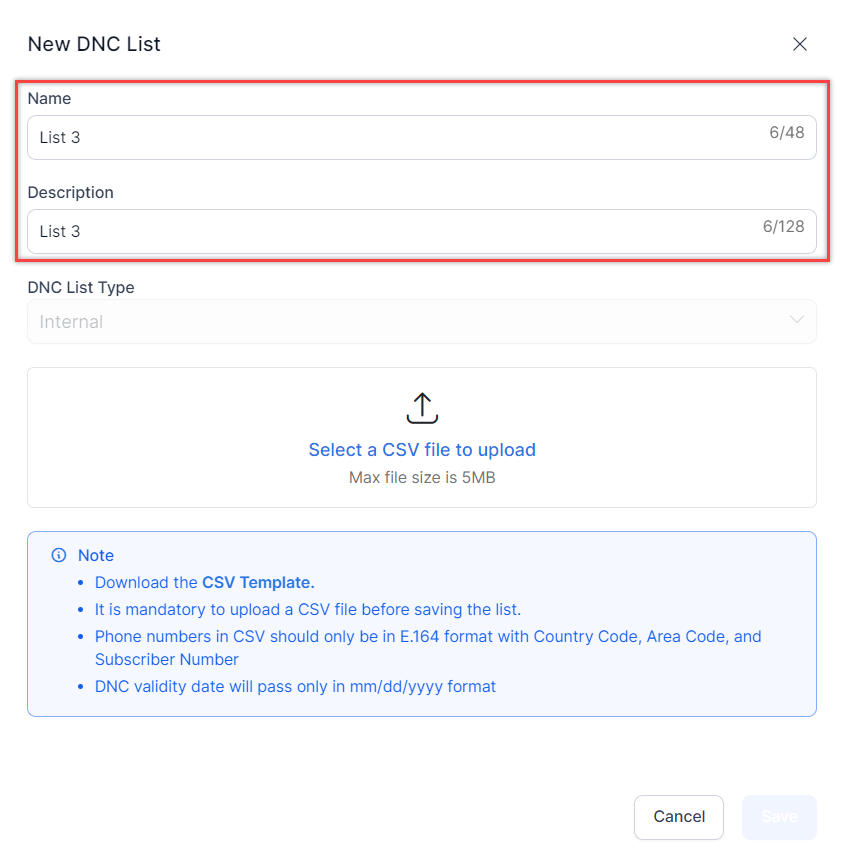 New DNC List
Name
List 3
6/48
Description
List 3
6/128
DNC List Type
Internal
Select a CSV file to upload
Max file size is 5MB
Note
• Download the CSV Template.
• It is mandatory to upload a CSV file before saving the list.
• Phone numbers in CSV should only be in E.164 format with Country Code, Area Code, and
Subscriber Number
• DNC validity date will pass only in mm/dd/yyyy format
Cancel
Save